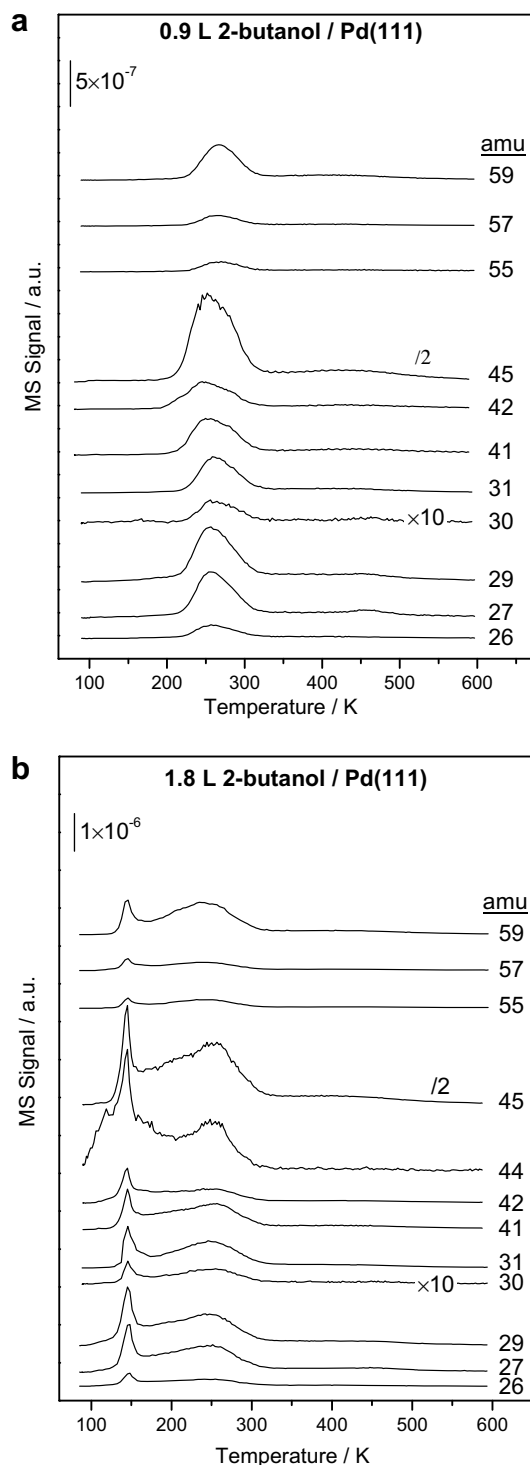 a
0.9 L 2-butanol / Pd(111)
5×10⁻⁷
amu
59
57
55
/2
45
42
41
31
×10 30
29
27
26
MS Signal / a.u.
100 200 300 400 500 600
Temperature / K
b
1.8 L 2-butanol / Pd(111)
1×10⁻⁶
amu
59
57
55
/2
45
44
42
41
31
×10 30
29
27
26
MS Signal / a.u.
100 200 300 400 500 600
Temperature / K